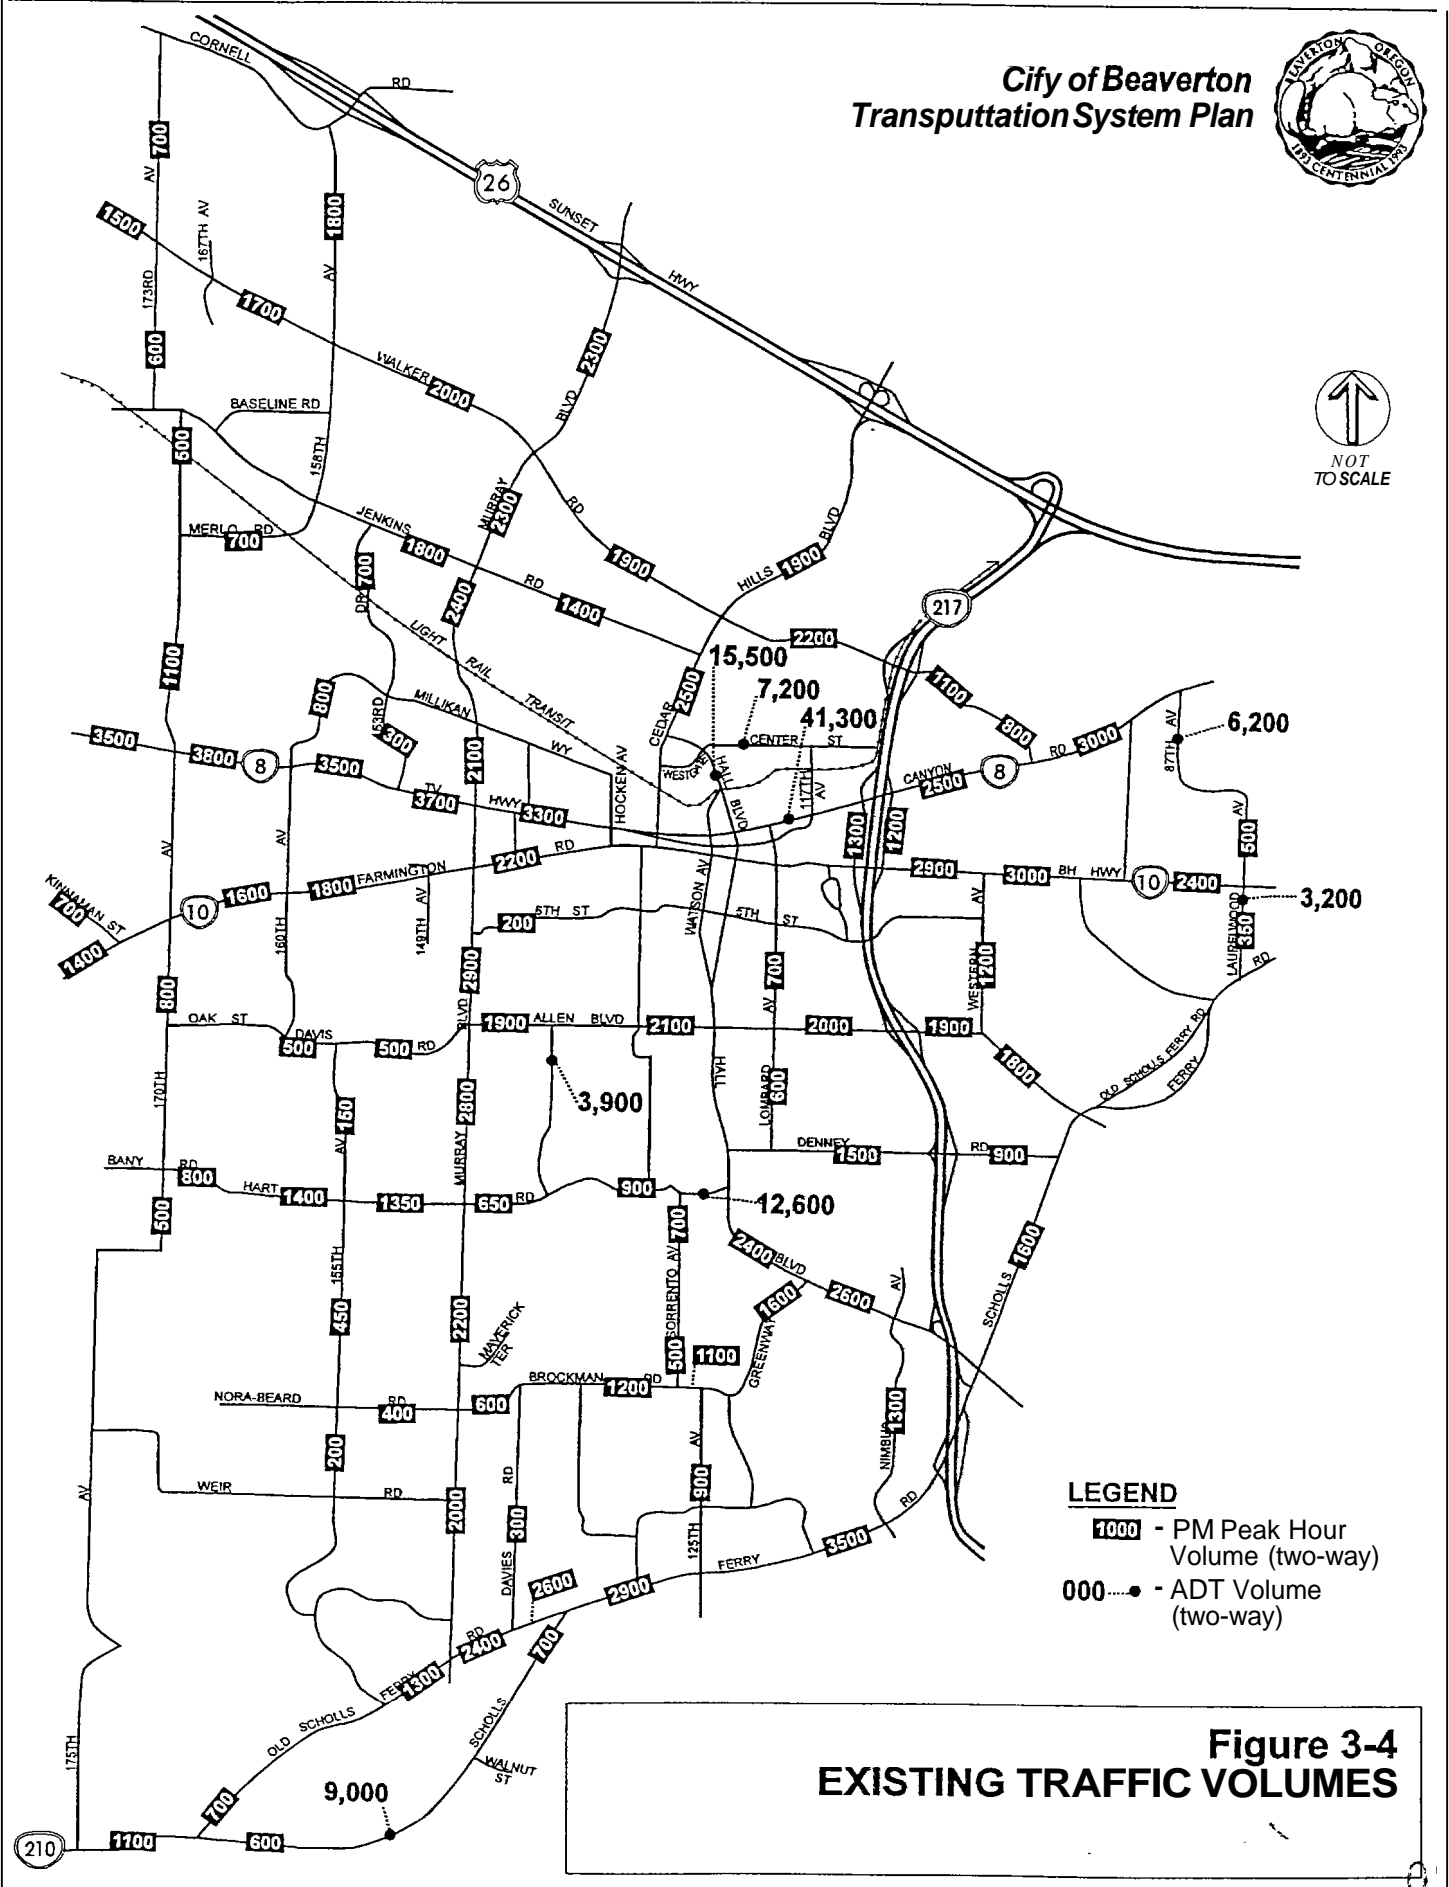 City of Beaverton
Transputtation System Plan
BEAVERTON OREGON
1893 CENTENNIAL 1993
CORNELL
RD
700
AV
26
1800
SUNSET
1500
167TH AV
AV
HWY
173RD
1700
600
2300
WALKER
2000
BLVD
BASELINE RD
NOT
TO SCALE
500
158TH
MURRAY
2300
RD
JENKINS
BLVD
MERLO RD
700
1800
1900
HILLS
1900
700
DR
RD
2400
1400
217
LIGHT
RAIL
TRANSIT
2200
1100
15,500
1100
800
MILLIKAN
WY
2500
7,200
41,300
CEDAR
153RD
300
CENTER ST
800
RD
3000
AV
6,200
3500
3800
8
3500
2100
HOCKEN AV
WESTGATE
HALL
BLVD
117TH
AV
CANYON
2500
8
87TH
TV
3700
HWY
3300
1300
1200
AV
500
AV
AV
2200
RD
2900
3000
BH HWY
10
2400
KINNAMAN ST
700
1600
1800
FARMINGTON
10
3,200
1400
160TH
149TH AV
200
5TH ST
WATSON AV
5TH ST
AV
LAURELWOOD
350
RD
2900
700
WESTERN
1200
800
AV
OAK ST
DAVIS
500
500
RD
BLVD
1900
ALLEN BLVD
2100
2000
1900
1800
OLD SCHOLLS FERRY RD
FERRY
170TH
150
AV
2800
3,900
HALL
LOMBARD
600
BANY RD
800
MURRAY
DENNEY
1500
RD
900
HART
1400
1350
650
RD
900
12,600
500
700
2400
BLVD
1600
155TH
SORRENTO AV
AV
SCHOLLS
450
2200
1600
2600
MAVERICK
TER
500
1100
GREENWAY
BROCKMAN
1200
RD
NORA-BEARD
RD
400
600
1300
NIMBUS
200
AV
AV
WEIR
RD
RD
900
RD
2000
300
LEGEND
1000 - PM Peak Hour
Volume (two-way)
000 - ADT Volume
(two-way)
125TH
3500
FERRY
DAVIES
2600
2900
RD
2400
700
FERRY
1300
OLD SCHOLLS
SCHOLLS
175TH
WALNUT
ST
9,000
700
210
1100
600
Figure 3-4
EXISTING TRAFFIC VOLUMES